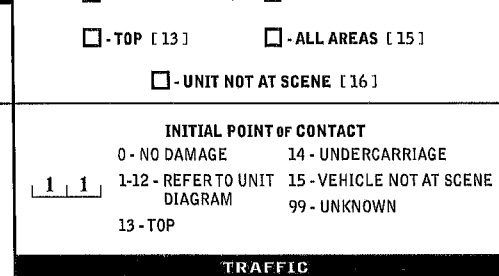 ☐ - TOP [13] ☐ - ALL AREAS [15]
☐ - UNIT NOT AT SCENE [16]
INITIAL POINT OF CONTACT
0 - NO DAMAGE 14 - UNDERCARRIAGE
1 1 1-12 - REFER TO UNIT 15 - VEHICLE NOT AT SCENE
DIAGRAM 99 - UNKNOWN
13 - TOP
TRAFFIC